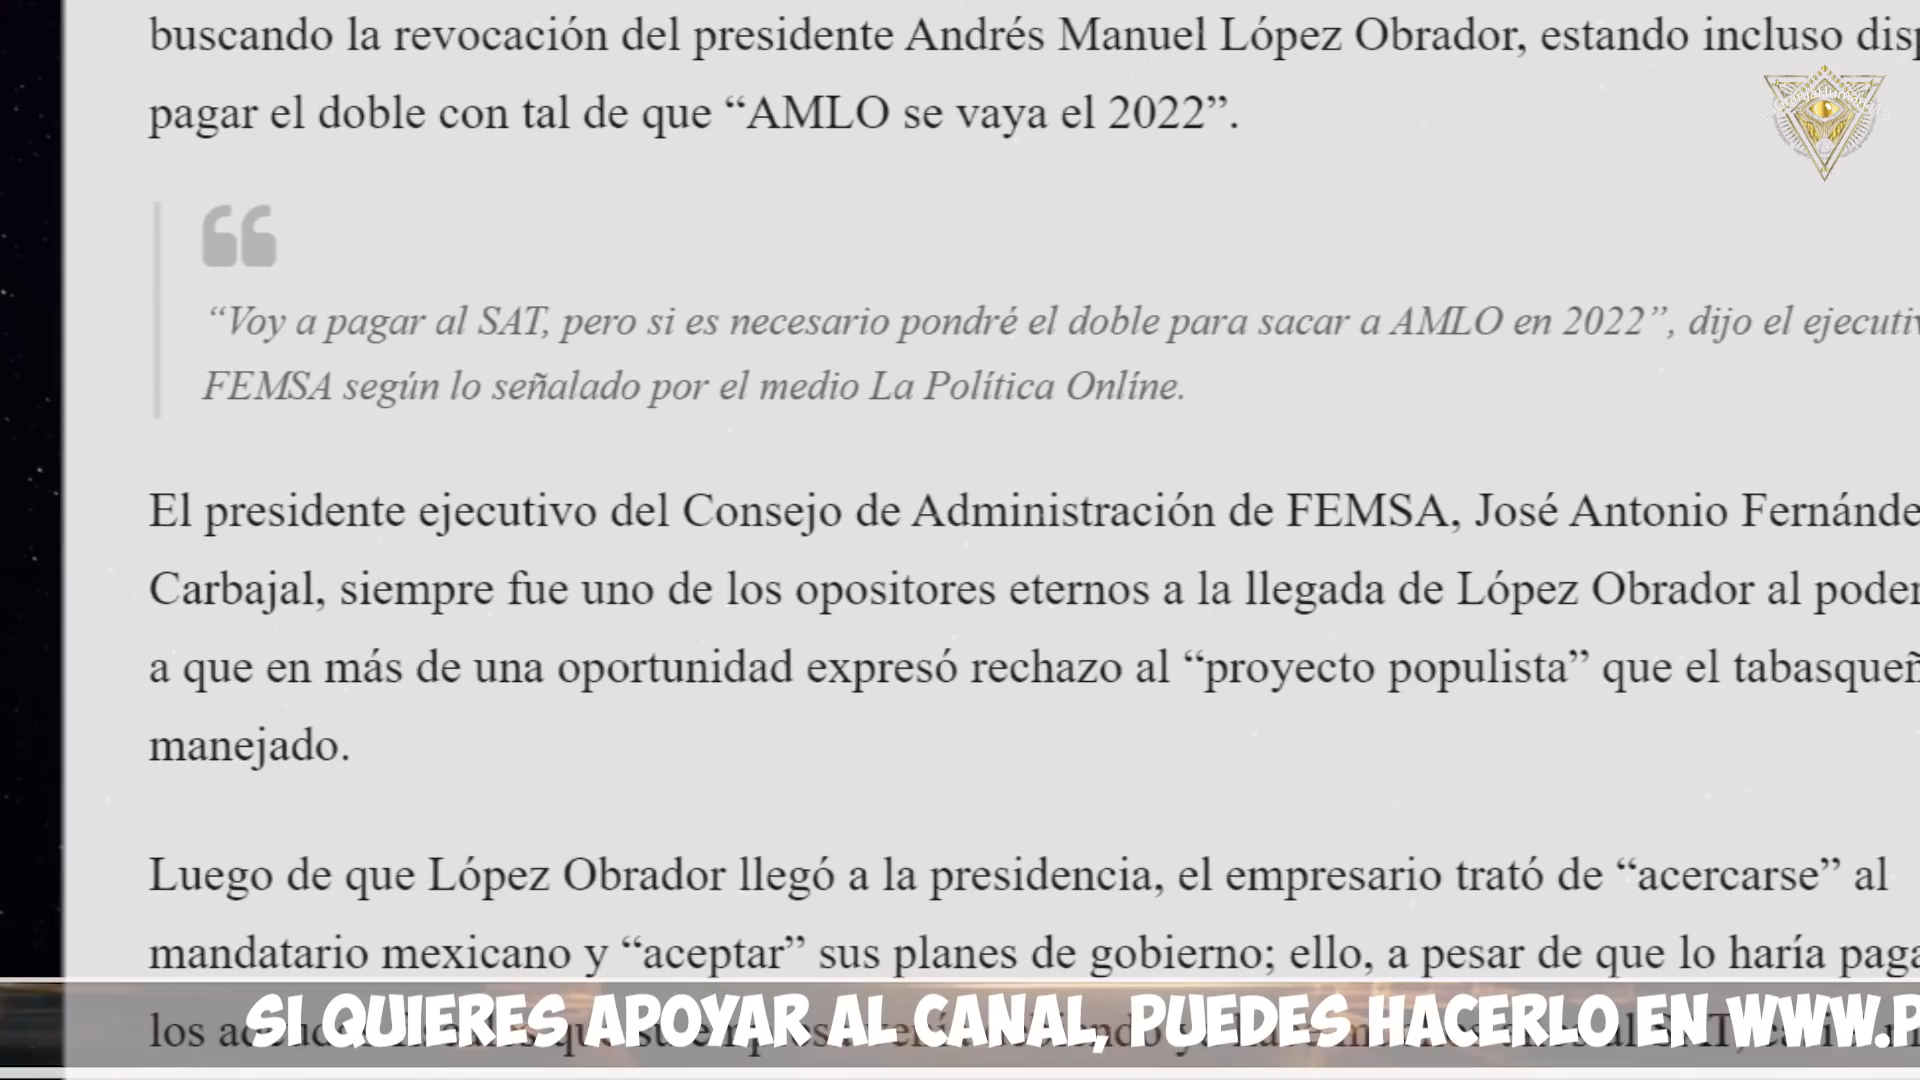 buscando la revocación del presidente Andrés Manuel López Obrador, estando incluso
pagar el doble con tal de que “AMLO se vaya el 2022”.
“Voy a pagar al SAT, pero si es necesario pondré el doble para sacar a AMLO en 2022”, dijo el
FEMSA según lo señalado por el medio La Política Onlíne.
El presidente ejecutivo del Consejo de Administración de FEMSA, José Antonio
Carbajal, siempre fue uno de los opositores eternos a la llegada de López Obrador al poder
a que en más de una oportunidad expresó rechazo al “proyecto populista” que el
manejado.
Luego de que López Obrador llegó a la presidencia, el empresario trató de “acercarse” al
mandatario mexicano y “aceptar” sus planes de gobierno; ello, a pesar de que lo haría
los
SI QUIERES APOYAR AL CANAL, PUEDES HACERLO EN WWW.P